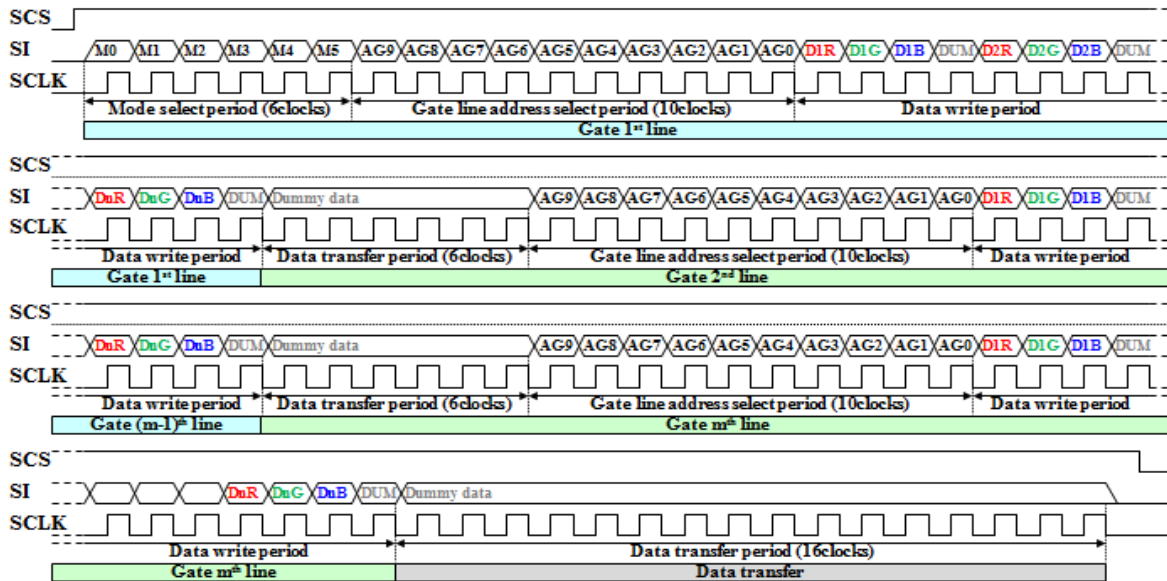 SCS
SI M0 M1 M2 M3 M4 M5 AG9 AG8 AG7 AG6 AG5 AG4 AG3 AG2 AG1 AG0 D1R D1G D1B DUM D2R D2G D2B DUM
SCLK
Mode select period (6clocks) Gate line address select period (10clocks) Data write period
Gate 1st line
SCS
SI DnR DnG DnB DUM Dummy data AG9 AG8 AG7 AG6 AG5 AG4 AG3 AG2 AG1 AG0 D1R D1G D1B DUM
SCLK
Data write period Data transfer period (6clocks) Gate line address select period (10clocks) Data write period
Gate 1st line Gate 2nd line
SCS
SI DnR DnG DnB DUM Dummy data AG9 AG8 AG7 AG6 AG5 AG4 AG3 AG2 AG1 AG0 D1R D1G D1B DUM
SCLK
Data write period Data transfer period (6clocks) Gate line address select period (10clocks) Data write period
Gate (m-1)th line Gate mth line
SCS
SI DnR DnG DnB DUM Dummy data
SCLK
Data write period Data transfer period (16clocks)
Gate mth line Data transfer